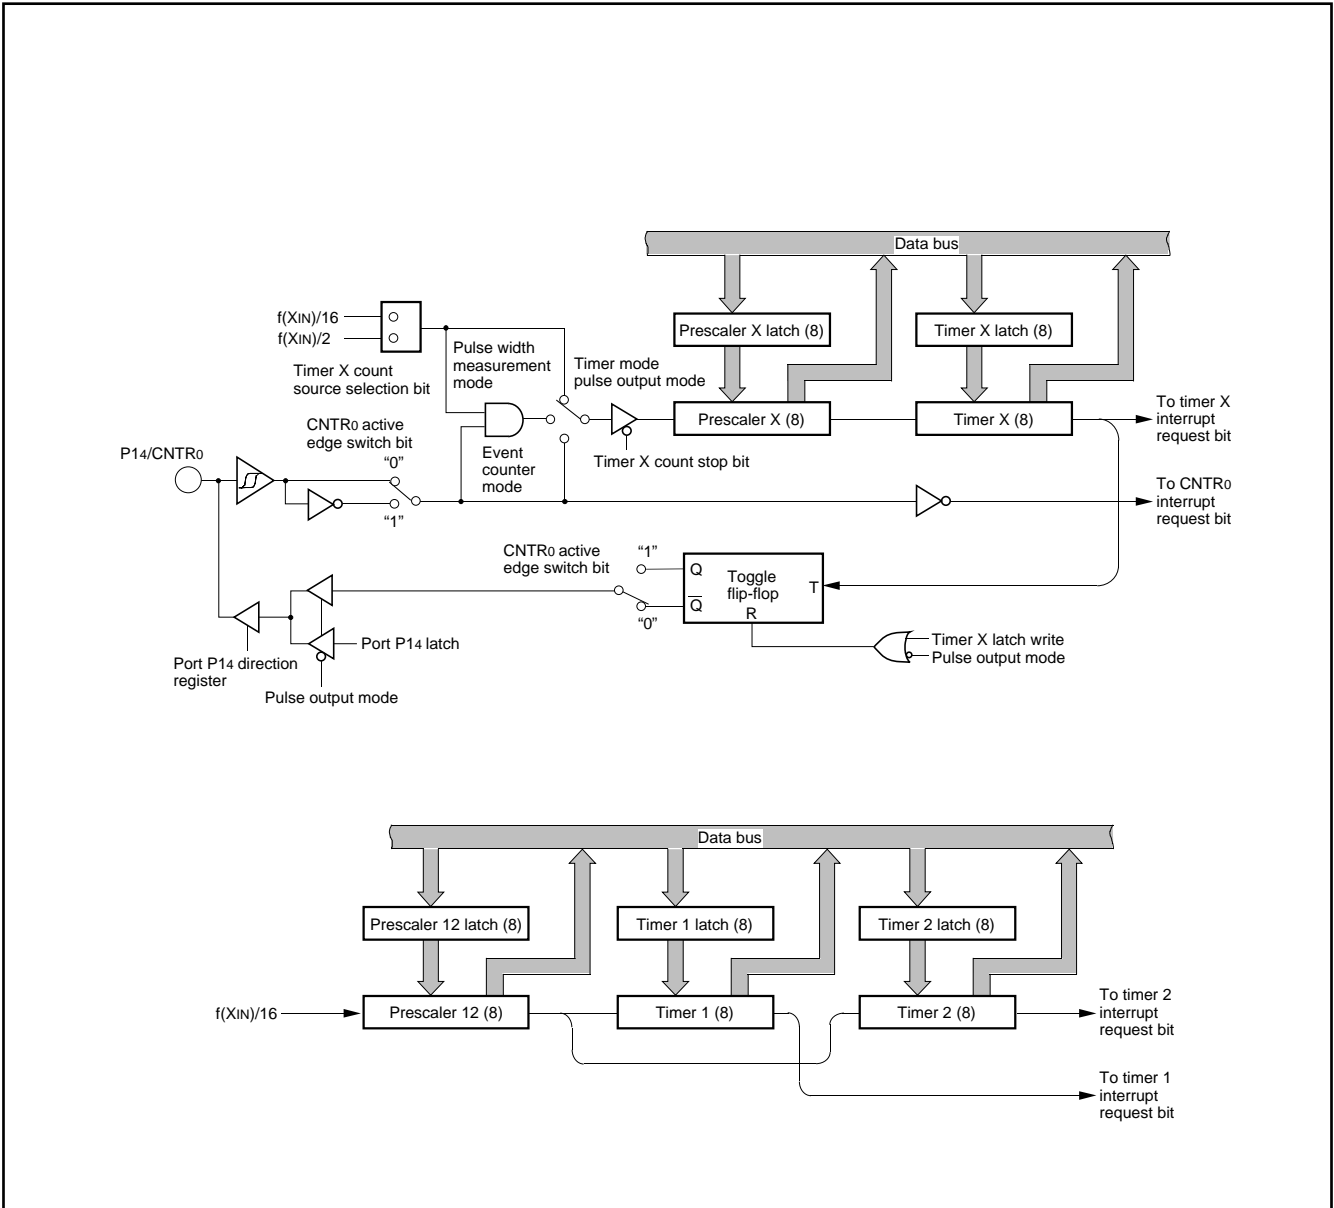 Data bus
f(XIN)/16
f(XIN)/2
Timer X count
source selection bit
Pulse width
measurement
mode
Timer mode
pulse output mode
Prescaler X latch (8)
Timer X latch (8)
Prescaler X (8)
Timer X (8)
To timer X
interrupt
request bit
CNTR0 active
edge switch bit
P14/CNTR0
“0”
“1”
Event
counter
mode
Timer X count stop bit
To CNTR0
interrupt
request bit
CNTR0 active
edge switch bit
“1”
“0”
Q
Q̅
Toggle
flip-flop
T
R
Timer X latch write
Pulse output mode
Port P14 latch
Port P14 direction
register
Pulse output mode
Data bus
Prescaler 12 latch (8)
Timer 1 latch (8)
Timer 2 latch (8)
f(XIN)/16
Prescaler 12 (8)
Timer 1 (8)
Timer 2 (8)
To timer 2
interrupt
request bit
To timer 1
interrupt
request bit